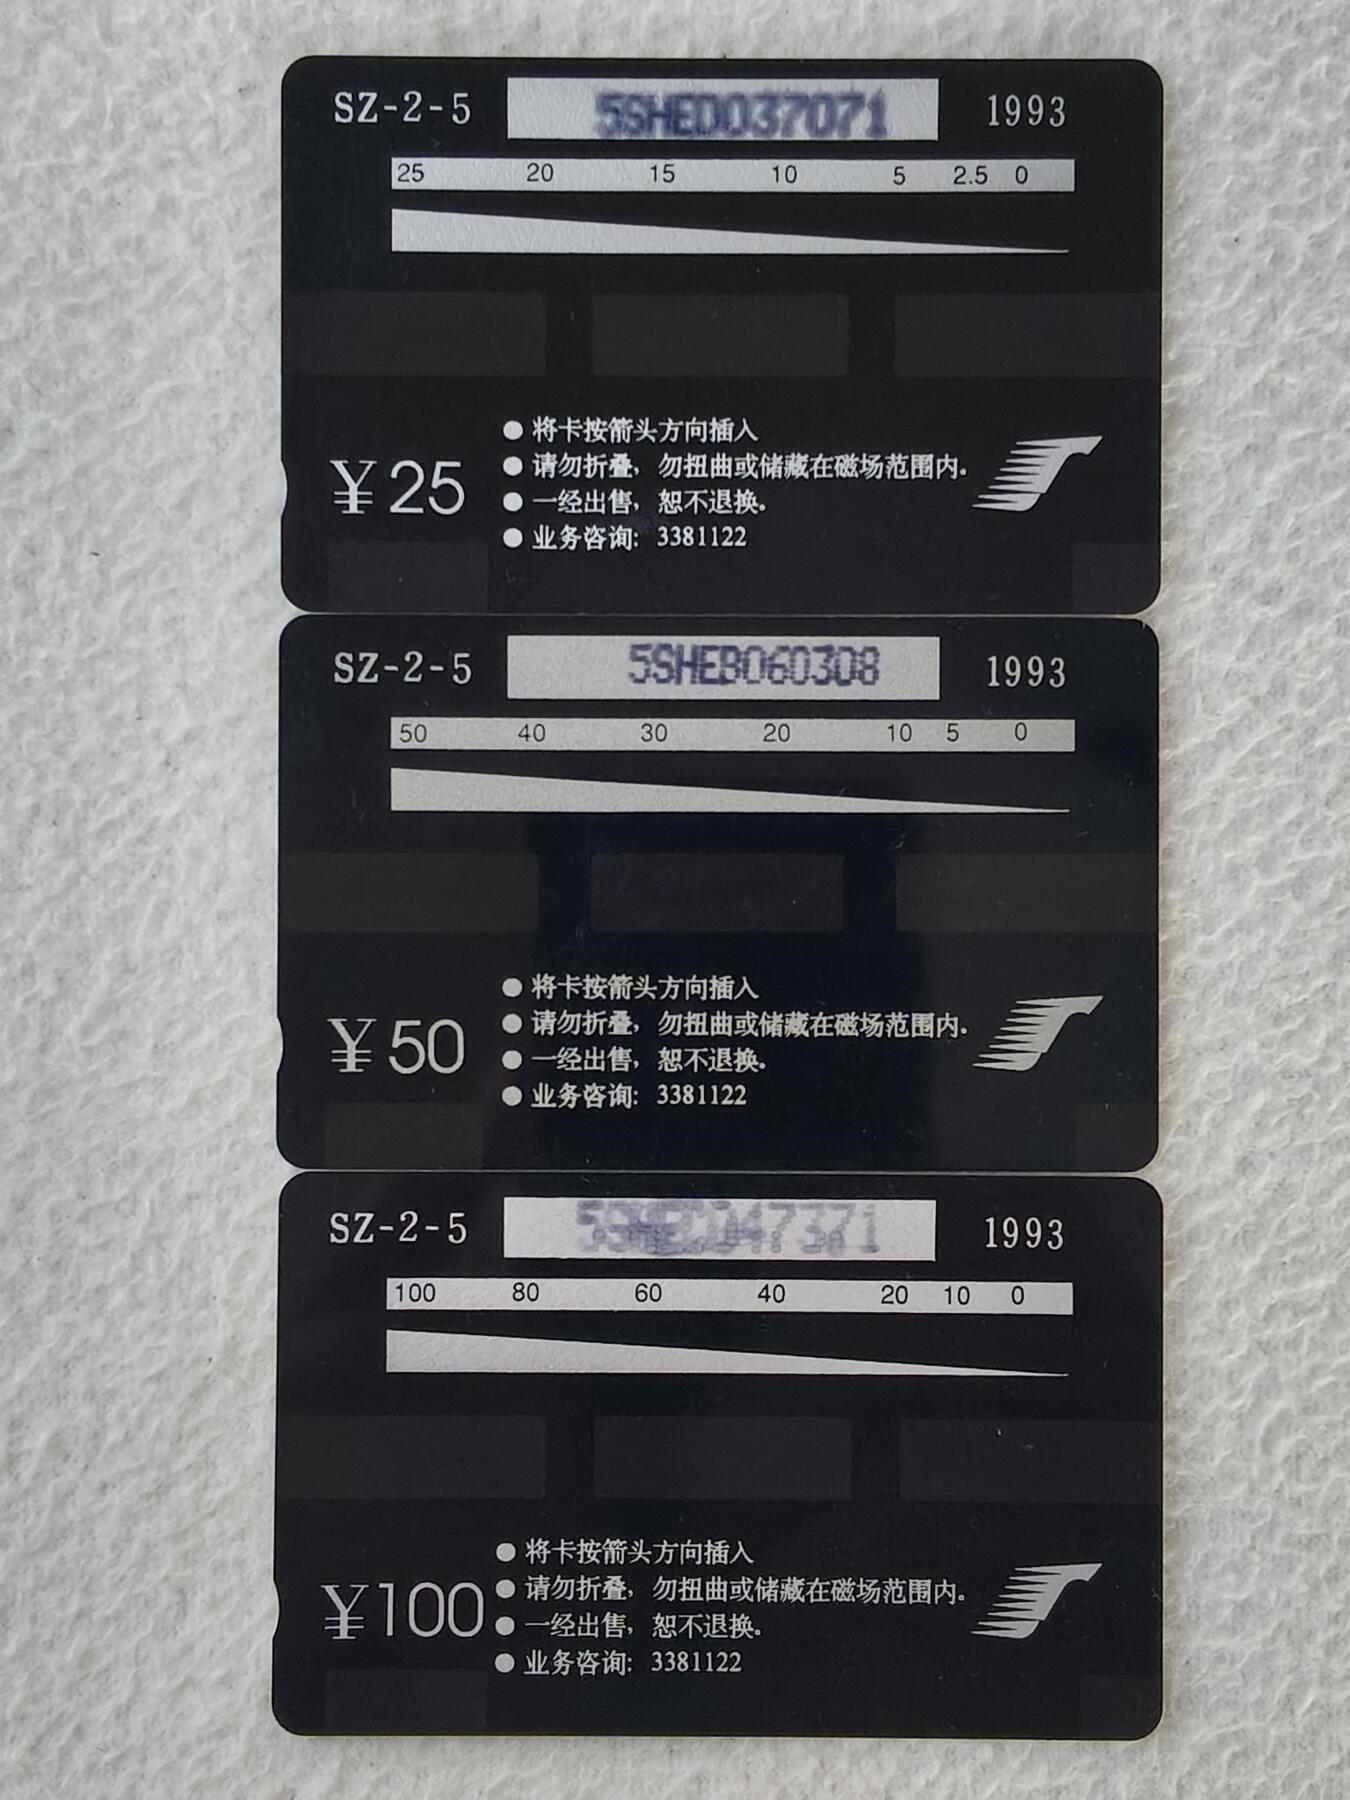 SZ-2-5 5SHED037071 1993
25 20 15 10 5 2.5 0
● 将卡按箭头方向插入
● 请勿折叠，勿扭曲或储藏在磁场范围内.
¥25
● 一经出售，恕不退换。
● 业务咨询: 3381122
SZ-2-5 5SHEB060308 1993
50 40 30 20 10 5 0
● 将卡按箭头方向插入
● 请勿折叠，勿扭曲或储藏在磁场范围内.
¥50
● 一经出售，恕不退换。
● 业务咨询: 3381122
SZ-2-5 1993
100 80 60 40 20 10 0
● 将卡按箭头方向插入
● 请勿折叠，勿扭曲或储藏在磁场范围内.
¥100
● 一经出售，恕不退换。
● 业务咨询: 3381122